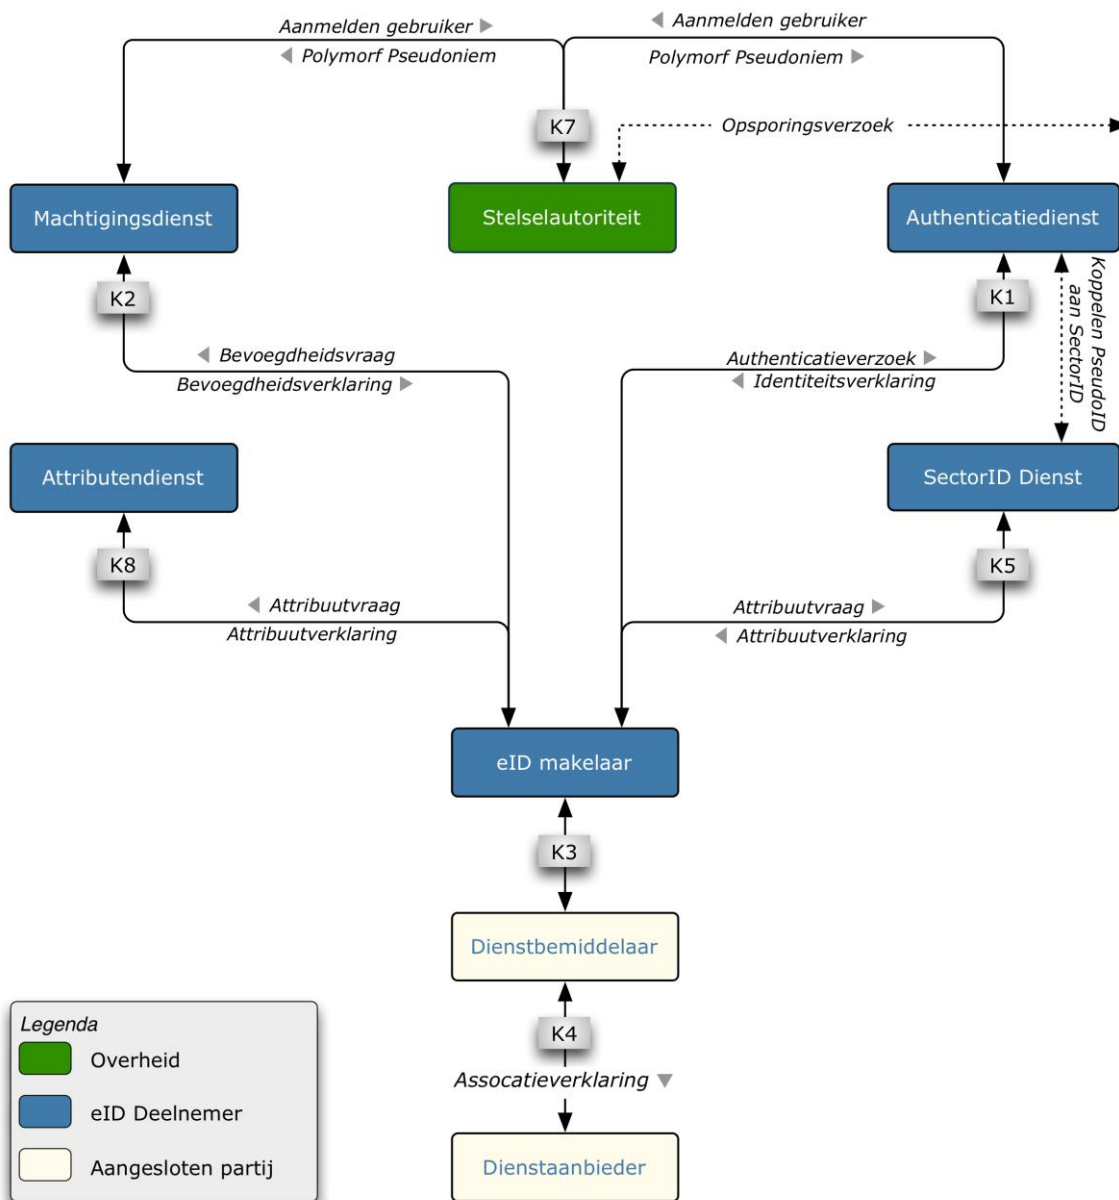 Aanmelden gebruiker
Polymorf Pseudoniem
Aanmelden gebruiker
Polymorf Pseudoniem
K7
Opsporingsverzoek
Machtigingsdienst
Stelselautoriteit
Authenticatiedienst
K2
K1
Koppelen PseudoID
aan SectorID
Bevoegdheidsvraag
Bevoegdheidsverklaring
Authenticatieverzoek
Identiteitsverklaring
Attributendienst
SectorID Dienst
K8
K5
Attribuutvraag
Attribuutverklaring
Attribuutvraag
Attribuutverklaring
eID makelaar
K3
Dienstbemiddelaar
K4
Assocatieverklaring
Dienstaanbieder
Legenda
Overheid
eID Deelnemer
Aangesloten partij